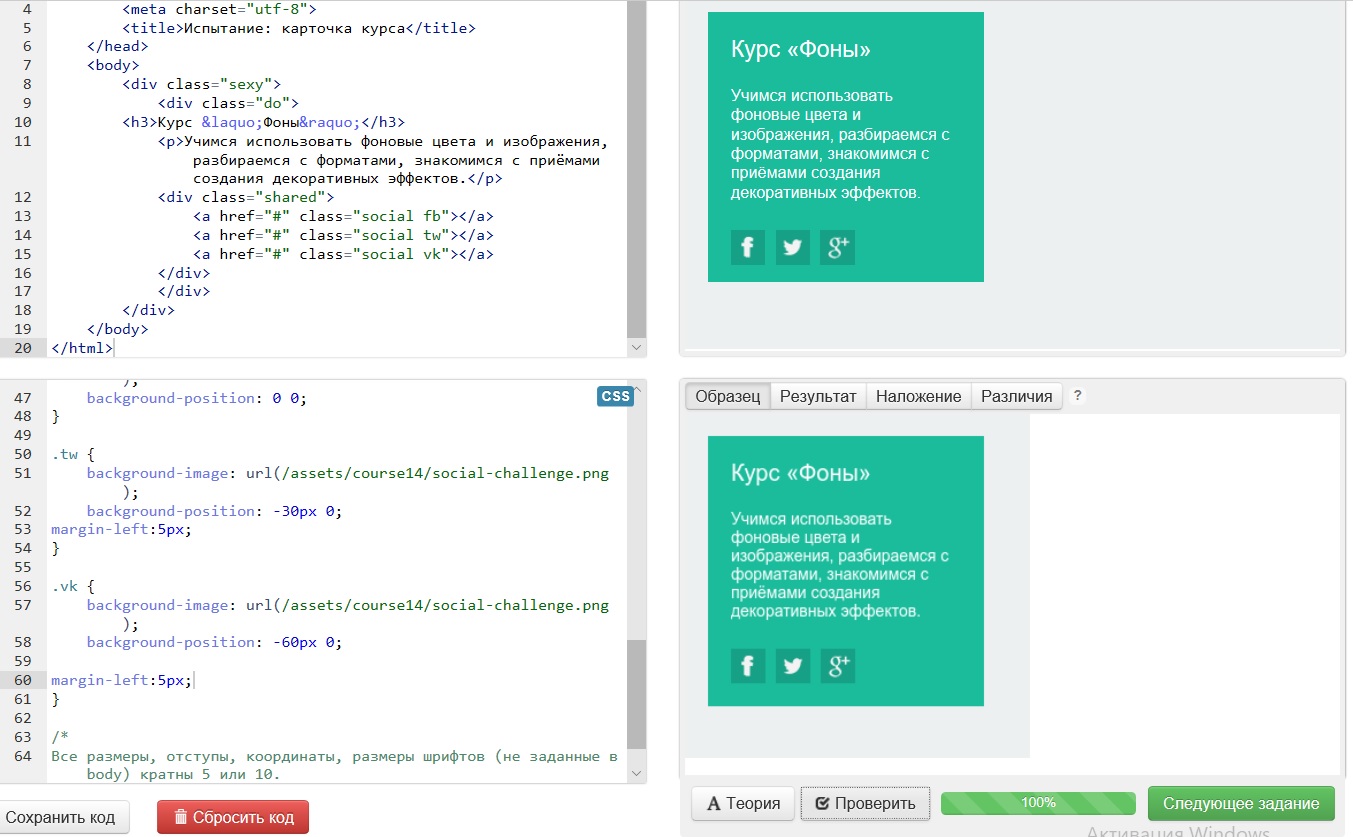 4 <meta charset="utf-8">
5 <title>Испытание: карточка курса</title>
6 </head>
7 <body>
8 <div class="sexy">
9 <div class="do">
10 <h3>Курс &laquo;Фоны&raquo;</h3>
11 <p>Учимся использовать фоновые цвета и изображения,
разбираемся с форматами, знакомимся с приёмами
создания декоративных эффектов.</p>
12 <div class="shared">
13 <a href="#" class="social fb"></a>
14 <a href="#" class="social tw"></a>
15 <a href="#" class="social vk"></a>
16 </div>
17 </div>
18 </div>
19 </body>
20 </html>
Курс «Фоны»
Учимся использовать
фоновые цвета и
изображения, разбираемся с
форматами, знакомимся с
приёмами создания
декоративных эффектов.
f g+
CSS
);
47 background-position: 0 0;
48 }
49
50 .tw {
51 background-image: url(/assets/course14/social-challenge.png
);
52 background-position: -30px 0;
53 margin-left:5px;
54 }
55
56 .vk {
57 background-image: url(/assets/course14/social-challenge.png
);
58 background-position: -60px 0;
59
60 margin-left:5px;
61 }
62
63 /*
64 Все размеры, отступы, координаты, размеры шрифтов (не заданные в
body) кратны 5 или 10.
Образец Результат Наложение Различия ?
Курс «Фоны»
Учимся использовать
фоновые цвета и
изображения, разбираемся с
форматами, знакомимся с
приёмами создания
декоративных эффектов.
f g+
Сохранить код Сбросить код
A Теория Проверить 100% Следующее задание
Активация Windows